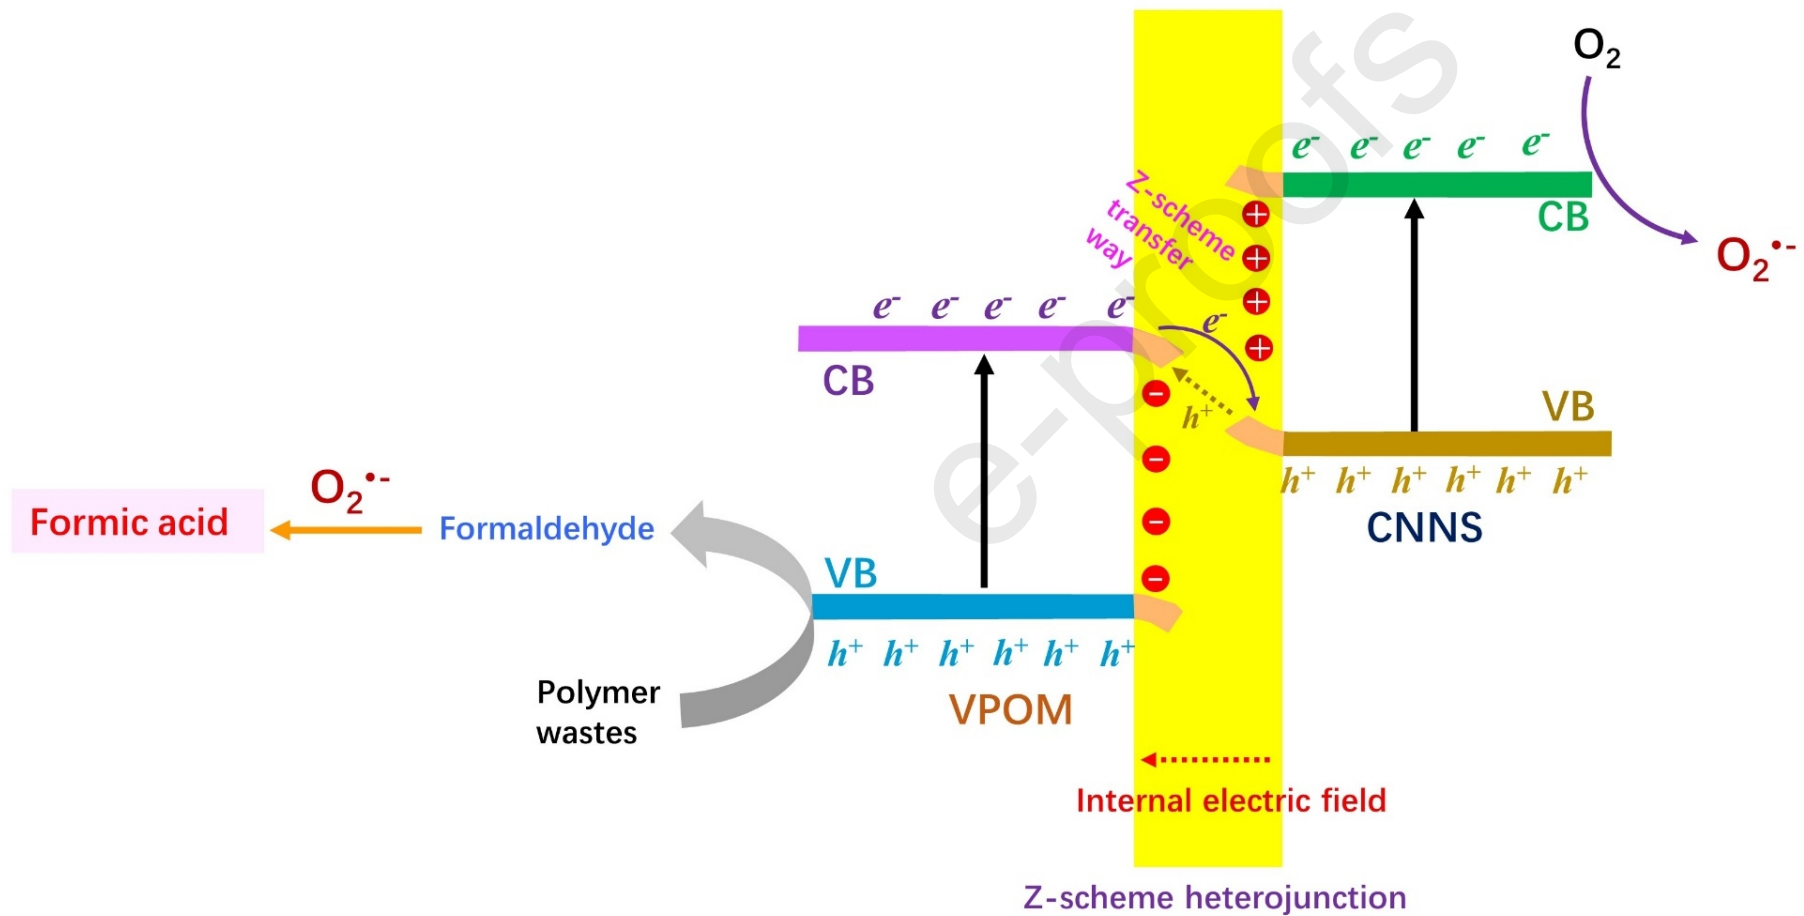 O₂
e⁻ e⁻ e⁻ e⁻ e⁻
CB
O₂•⁻
Z-scheme
transfer
way
+
+
+
+
e⁻ e⁻ e⁻ e⁻ e⁻
e⁻
CB
h⁺
VB
h⁺ h⁺ h⁺ h⁺ h⁺ h⁺
CNNS
−
−
−
−
O₂•⁻
Formic acid
Formaldehyde
VB
h⁺ h⁺ h⁺ h⁺ h⁺ h⁺
VPOM
Polymer
wastes
Internal electric field
Z-scheme heterojunction
e-proofs